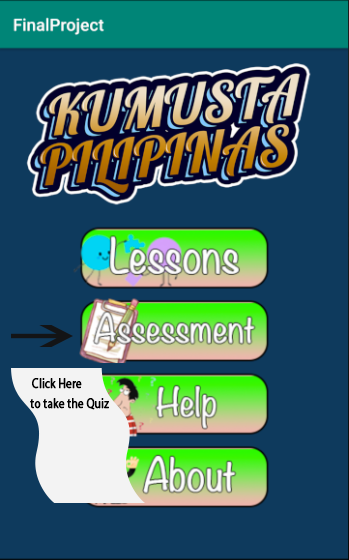 FinalProject
KUMUSTA
PILIPINAS
Lessons
Assessment
Click Here
to take the Quiz
Help
About